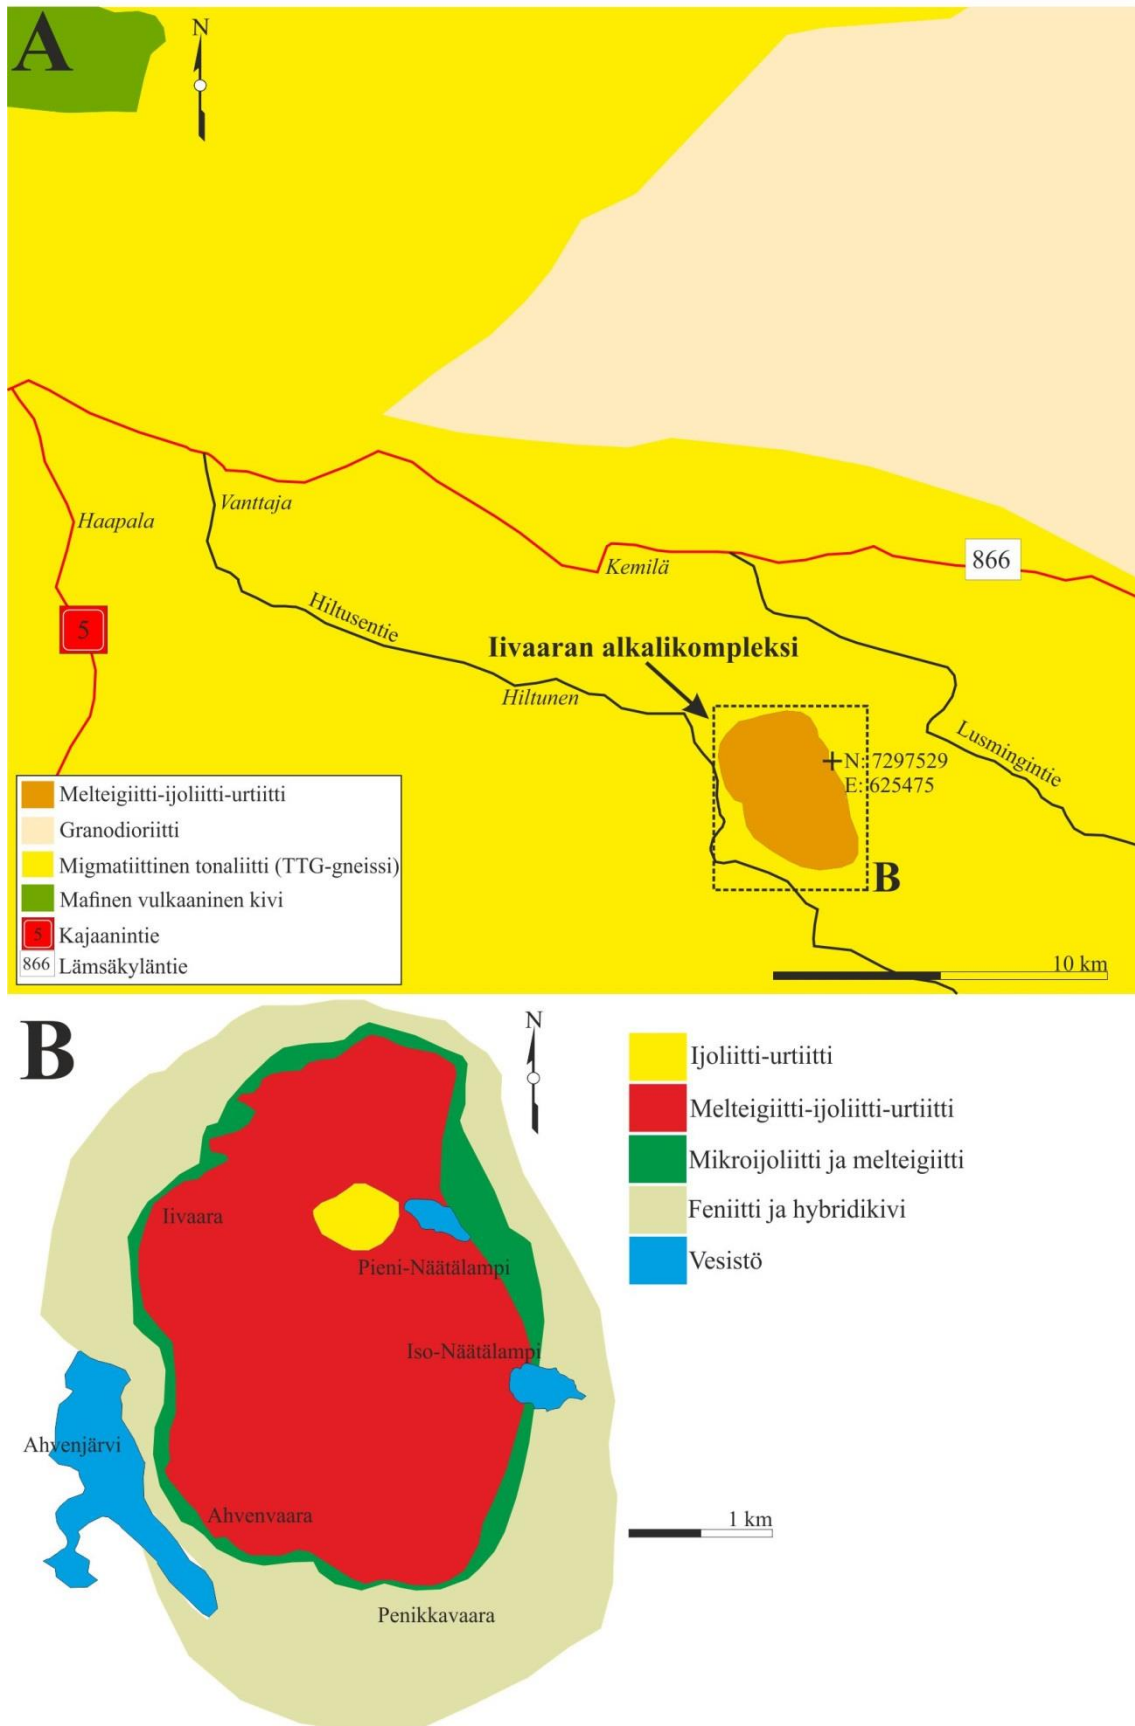 A
N
Haapala
Vanttaja
Kemilä
866
5
Hiltusentie
Iivaaran alkalikompleksi
Hiltunen
Lusmingintie
N: 7297529
E: 625475
B
10 km
Melteigiitti-ijoliitti-urtiitti
Granodioriitti
Migmatiittinen tonaliitti (TTG-gneissi)
Mafinen vulkaaninen kivi
5 Kajaanintie
866 Lämsäkyläntie
B
N
Iivaara
Pieni-Näätälampi
Iso-Näätälampi
Ahvenjärvi
Ahvenvaara
Penikkavaara
Ijoliitti-urtiitti
Melteigiitti-ijoliitti-urtiitti
Mikroijoliitti ja melteigiitti
Feniitti ja hybridikivi
Vesistö
1 km